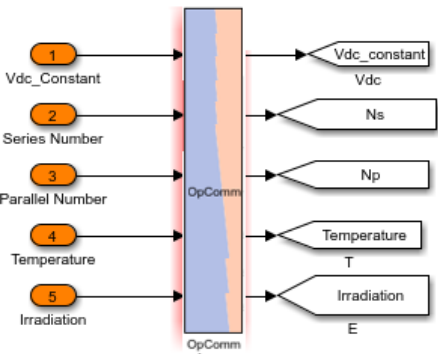 1
Vdc_Constant
2
Series Number
3
Parallel Number
4
Temperature
5
Irradiation
OpComm
OpComm
Vdc_constant
Vdc
Ns
Np
Temperature
T
Irradiation
E